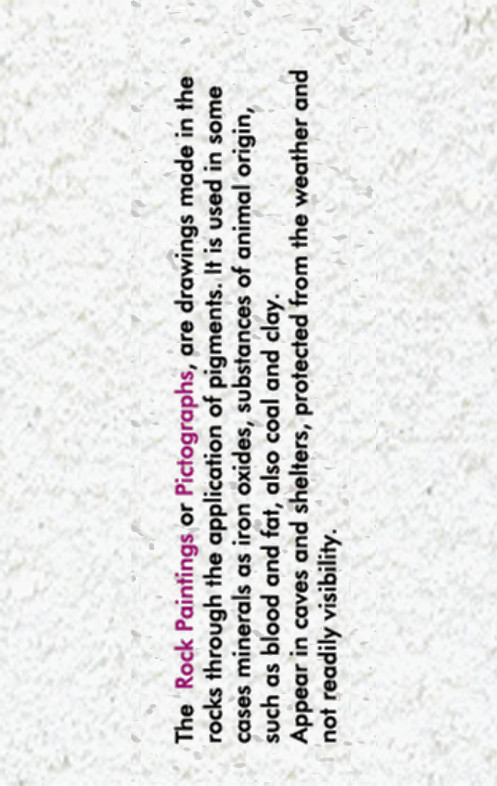 The Rock Paintings or Pictographs, are drawings made in the
rocks through the application of pigments. It is used in some
cases minerals as iron oxides, substances of animal origin,
such as blood and fat, also coal and clay.
Appear in caves and shelters, protected from the weather and
not readily visibility.